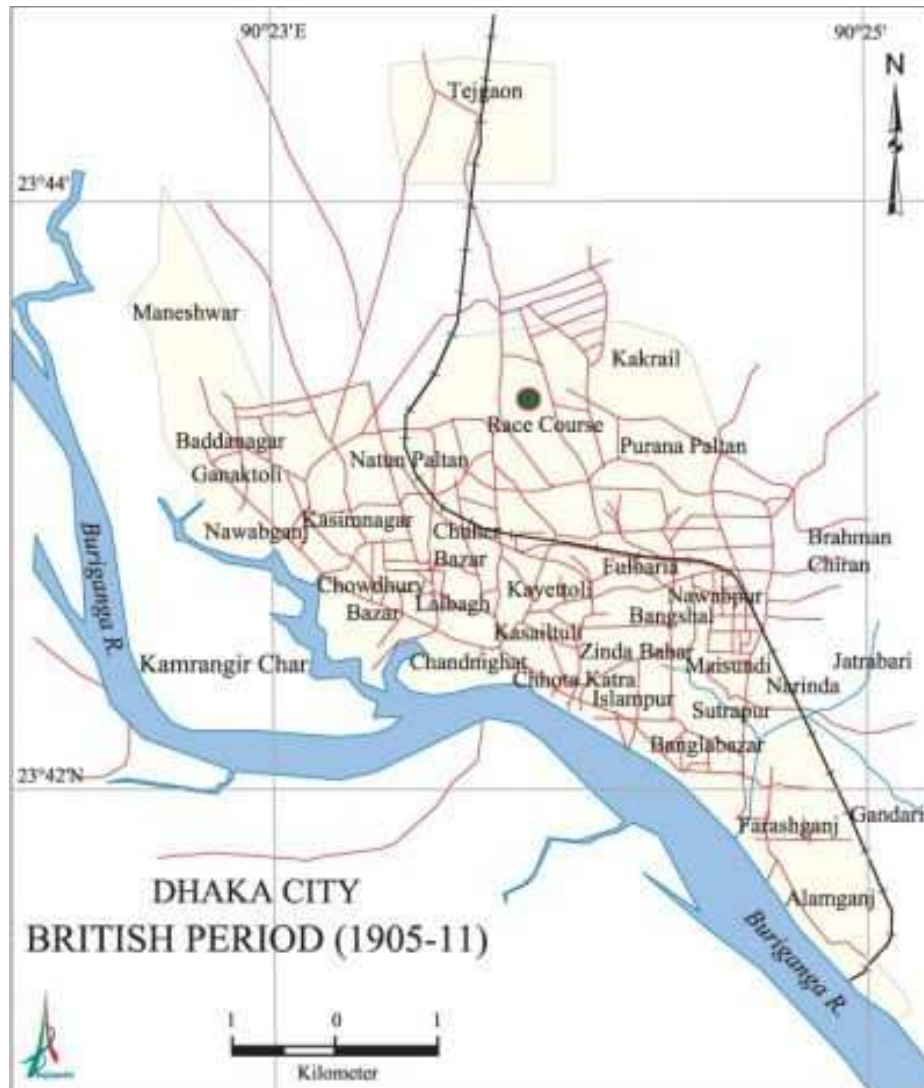 90°23'E
90°25'
N
Tejgaon
23°44'
Maneshwar
Kakrail
Race Course
Baddanagar
Purana Paltan
Natun Paltan
Ganaktoli
Kasimnagar
Nawabganj
Chulier
Bazar
Brahman
Chiran
Fulbaria
Buriganga R.
Chowdhury
Bazar
Lalbagh
Kayettoli
Nawabpur
Bangshal
Kasaituli
Zinda Bahar
Kamrangir Char
Chandnighat
Maisundi
Jatrabari
Chhota Katra
Narinda
Islampur
Sutrapur
Banglabazar
23°42'N
Gandari
Farashganj
DHAKA CITY
Alamganj
BRITISH PERIOD (1905-11)
Buriganga R.
1 0 1
Kilometer